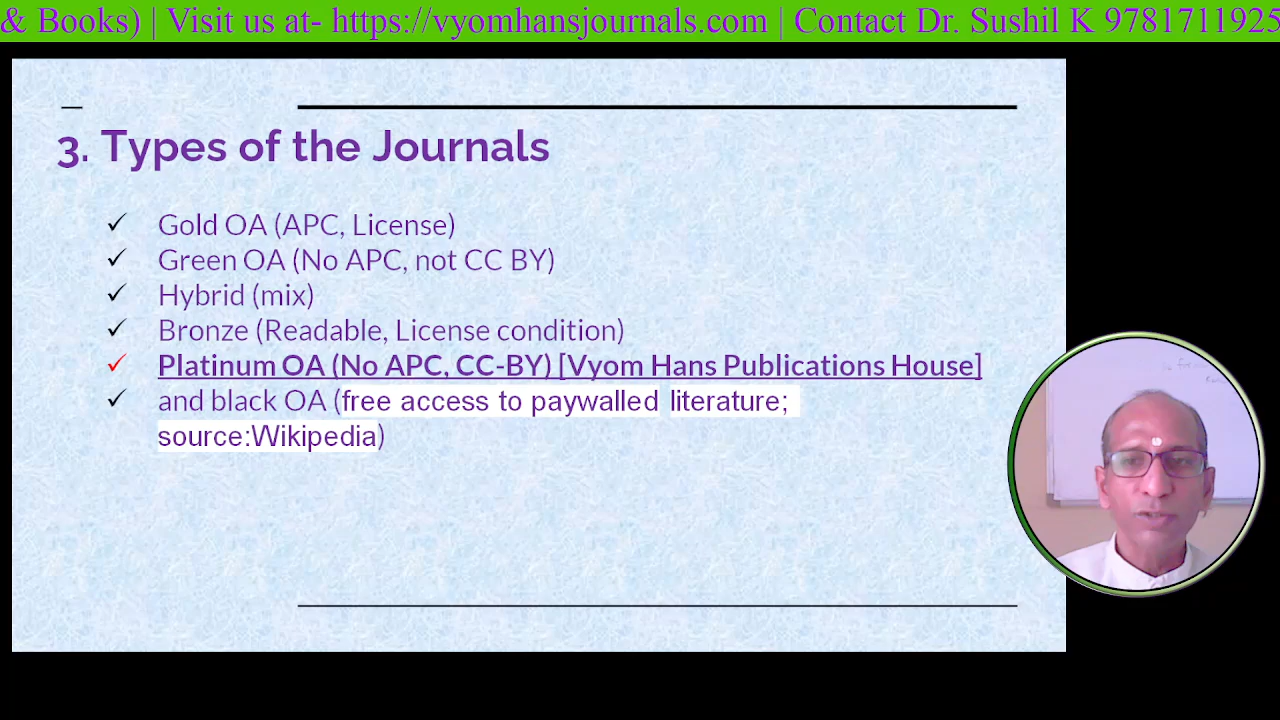 & Books) | Visit us at- https://vyomhansjournals.com | Contact Dr. Sushil K 9781711925
3. Types of the Journals
✓ Gold OA (APC, License)
✓ Green OA (No APC, not CC BY)
✓ Hybrid (mix)
✓ Bronze (Readable, License condition)
✓ Platinum OA (No APC, CC-BY) [Vyom Hans Publications House]
✓ and black OA (free access to paywalled literature;
source:Wikipedia)